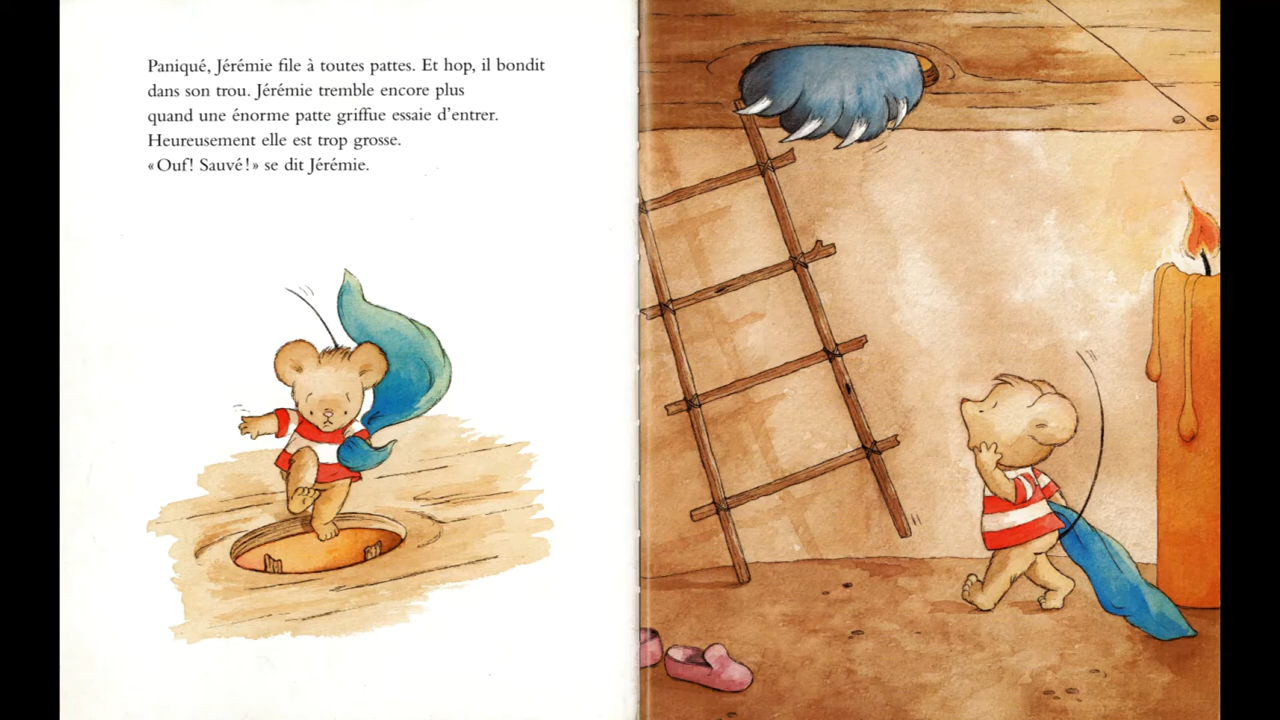 Paniqué, Jérémie file à toutes pattes. Et hop, il bondit
dans son trou. Jérémie tremble encore plus
quand une énorme patte griffue essaie d'entrer.
Heureusement elle est trop grosse.
«Ouf! Sauvé!» se dit Jérémie.